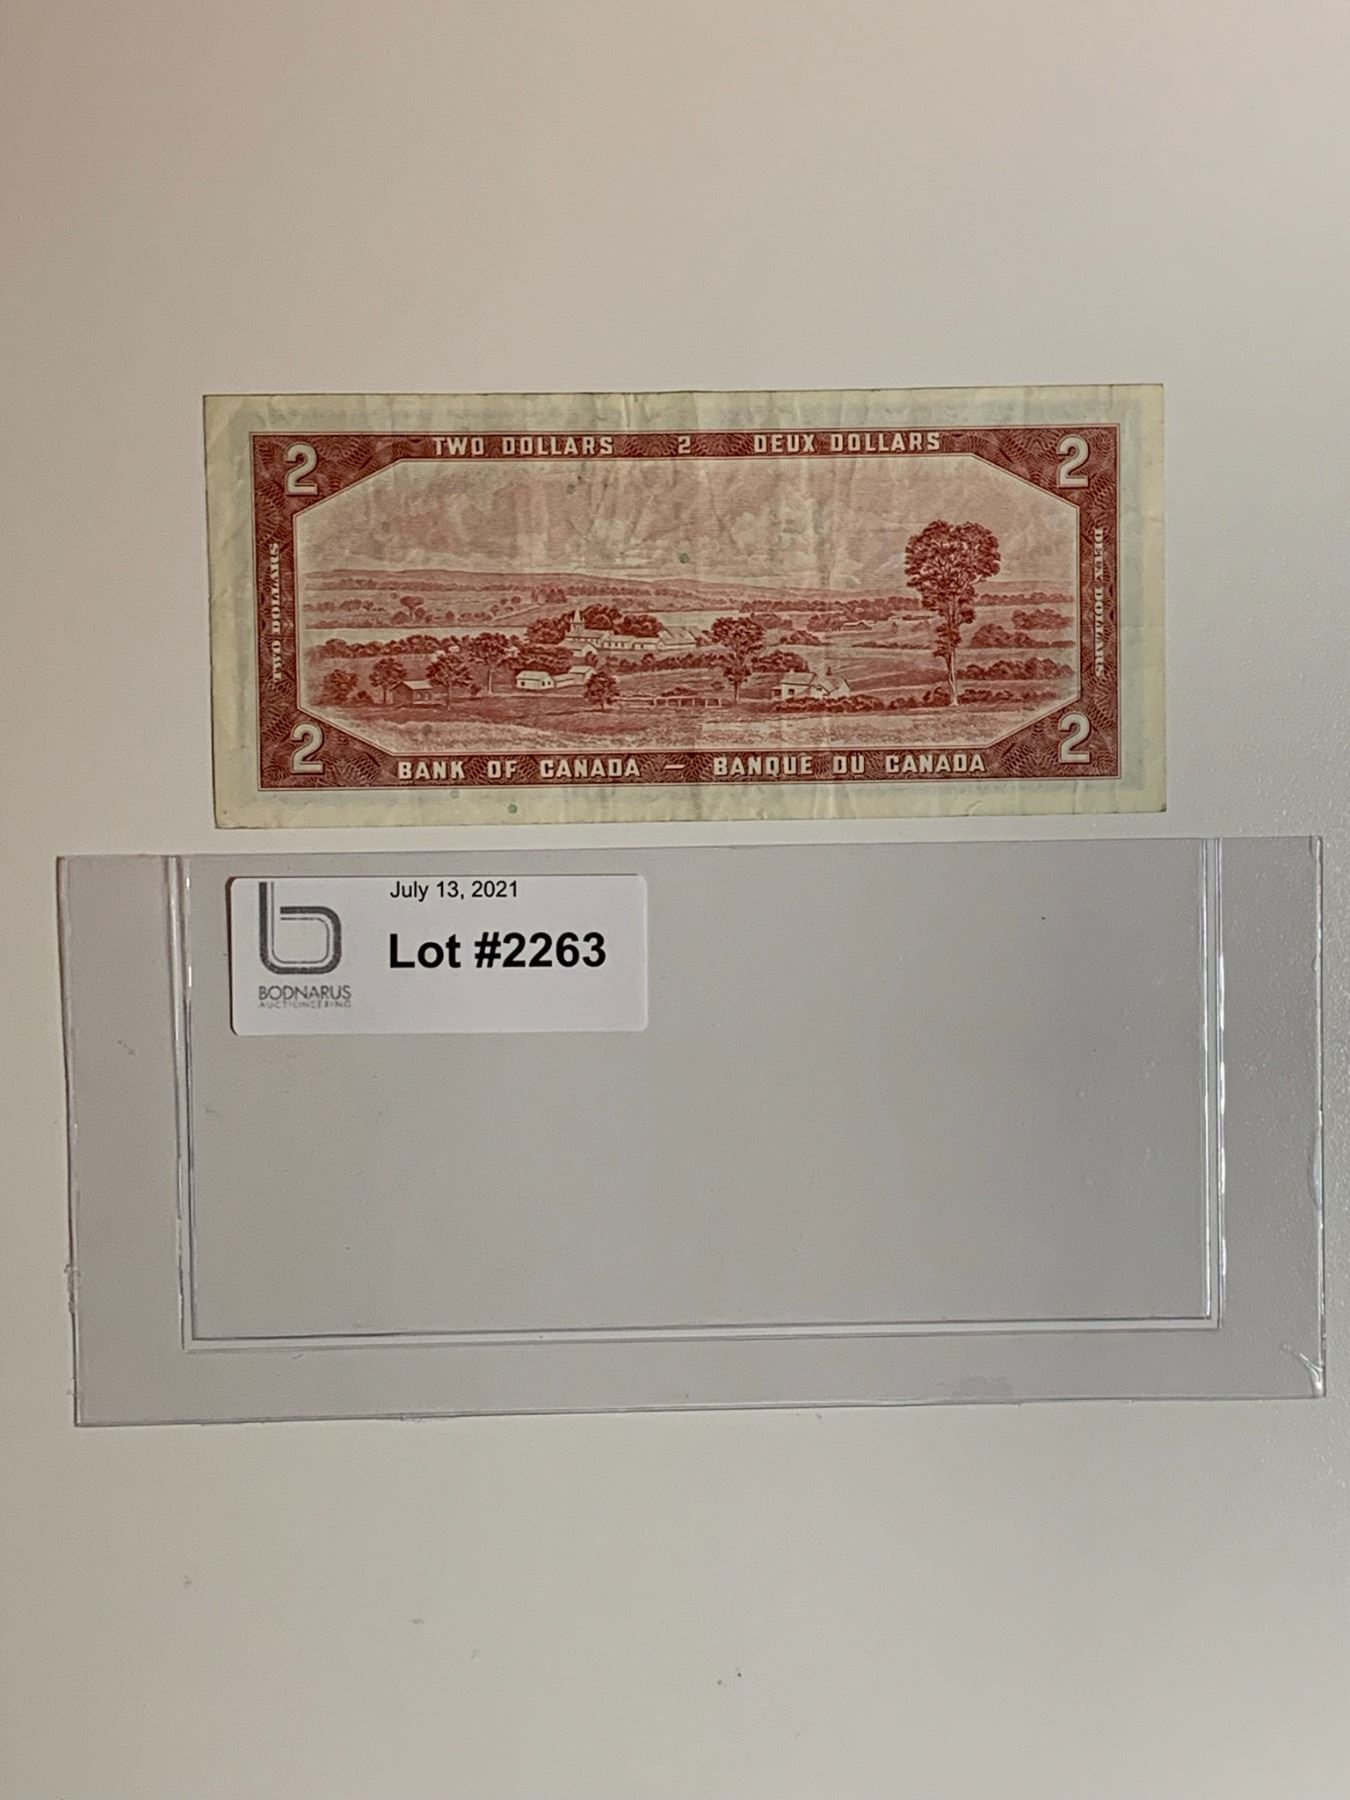 2 TWO DOLLARS 2 DEUX DOLLARS 2
TWO DOLLARS
DEUX DOLLARS
2 BANK OF CANADA — BANQUE DU CANADA 2
July 13, 2021
Lot #2263
BODNARUS
AUCTIONEERING